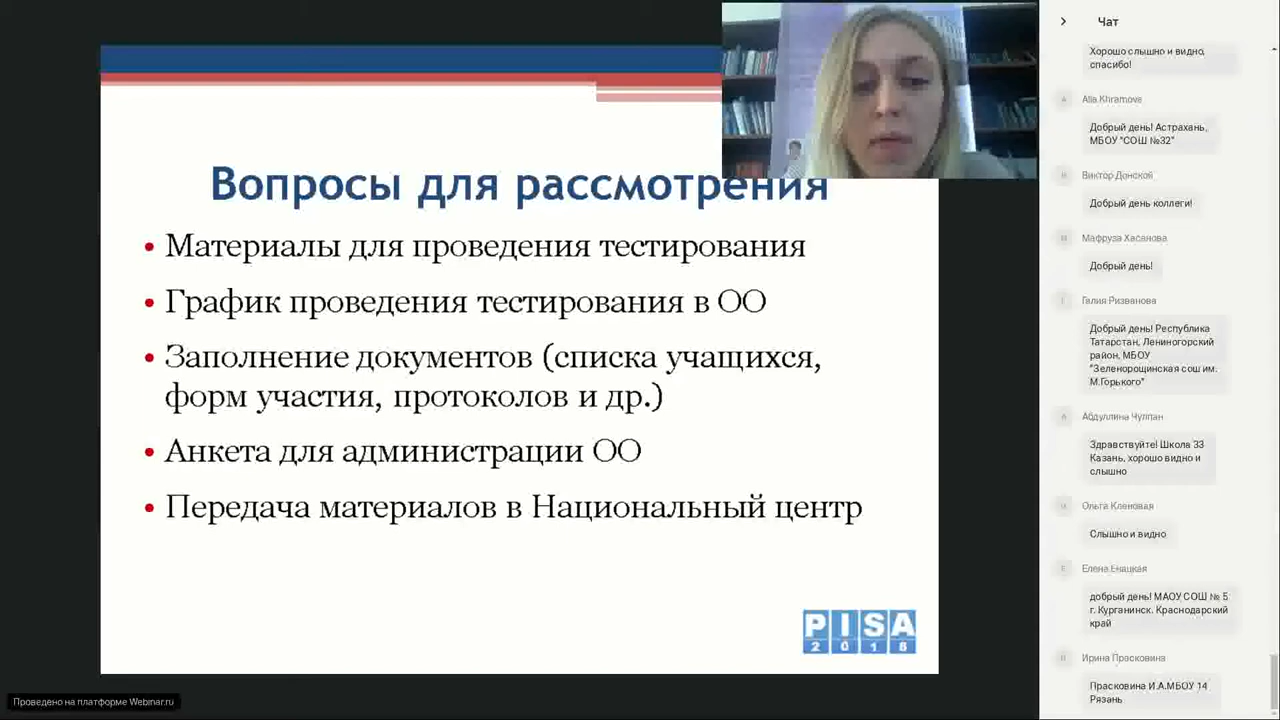 Вопросы для рассмотрения
• Материалы для проведения тестирования
• График проведения тестирования в ОО
• Заполнение документов (списка учащихся,
форм участия, протоколов и др.)
• Анкета для администрации ОО
• Передача материалов в Национальный центр
PISA
2018
Проведено на платформе Webinar.ru
Чат
Хорошо слышно и видно,
спасибо!
A
Alla Khramova
Добрый день! Астрахань,
МБОУ "СОШ №32"
В
Виктор Донской
Добрый день коллеги!
М
Мафруза Хасанова
Добрый день!
Г
Галия Ризванова
Добрый день! Республика
Татарстан, Лениногорский
район, МБОУ
"Зеленорощинская сош им.
М.Горького"
А
Абдуллина Чулпан
Здравствуйте! Школа 33
Казань, хорошо видно и
слышно
О
Ольга Кленовая
Слышно и видно
Е
Елена Енацкая
добрый день! МАОУ СОШ № 5
г. Курганинск. Краснодарский
край
И
Ирина Прасковина
Прасковина И.А.МБОУ 14
Рязань